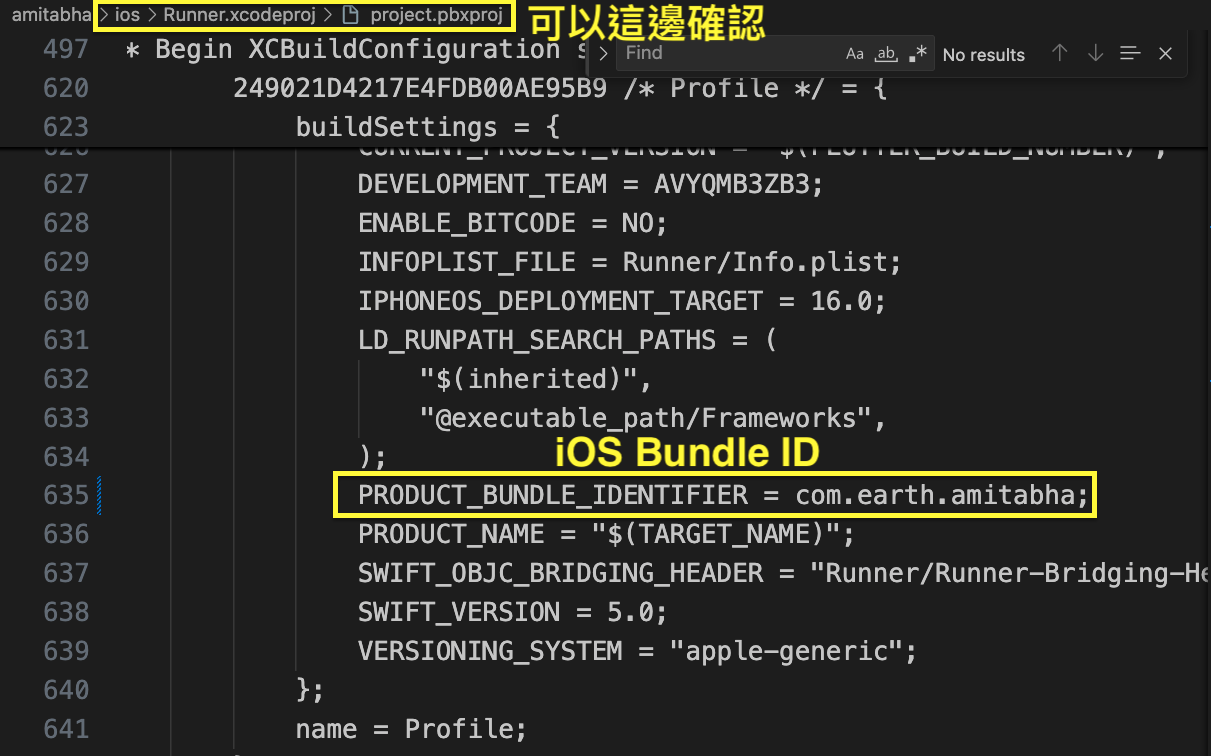 amitabha > ios > Runner.xcodeproj > project.pbxproj
可以這邊確認
497 * Begin XCBuildConfiguration s
> Find Aa ab .* No results
620 249021D4217E4FDB00AE95B9 /* Profile */ = {
623 buildSettings = {
CURRENT_PROJECT_VERSION = "$(FLUTTER_BUILD_NUMBER)";
627 DEVELOPMENT_TEAM = AVYQMB3ZB3;
628 ENABLE_BITCODE = NO;
629 INFOPLIST_FILE = Runner/Info.plist;
630 IPHONEOS_DEPLOYMENT_TARGET = 16.0;
631 LD_RUNPATH_SEARCH_PATHS = (
632 "$(inherited)",
633 "@executable_path/Frameworks",
634 );
iOS Bundle ID
635 PRODUCT_BUNDLE_IDENTIFIER = com.earth.amitabha;
636 PRODUCT_NAME = "$(TARGET_NAME)";
637 SWIFT_OBJC_BRIDGING_HEADER = "Runner/Runner-Bridging-He
638 SWIFT_VERSION = 5.0;
639 VERSIONING_SYSTEM = "apple-generic";
640 };
641 name = Profile;